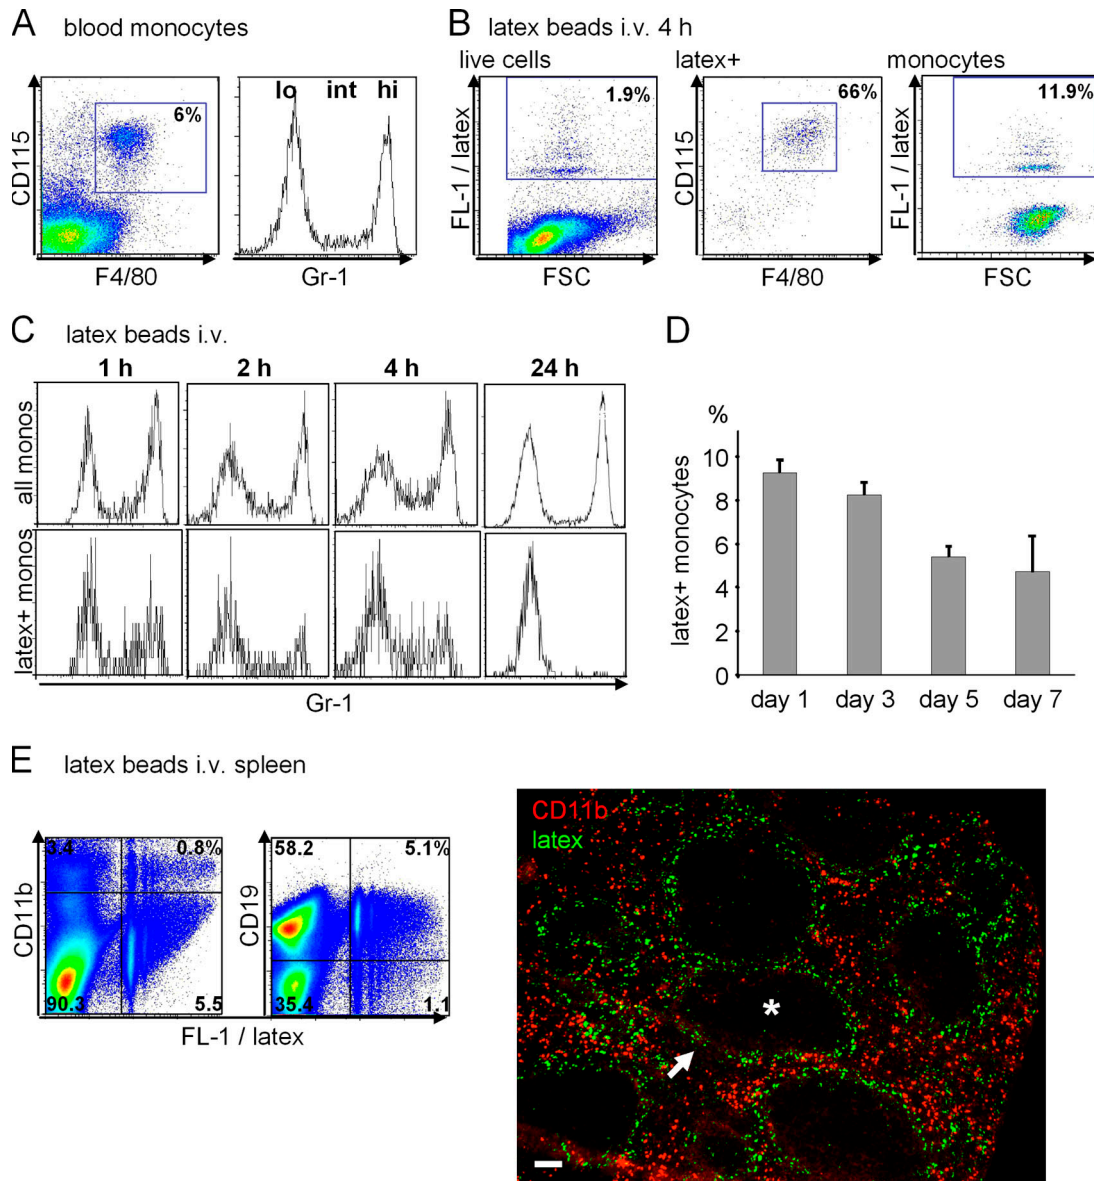 A blood monocytes
CD115
6%
F4/80
lo int hi
Gr-1
B latex beads i.v. 4 h
live cells
FL-1 / latex
1.9%
FSC
latex+
CD115
66%
F4/80
monocytes
FL-1 / latex
11.9%
FSC
C latex beads i.v.
1 h 2 h 4 h 24 h
all monos
latex+ monos
Gr-1
D
%
latex+ monocytes
10
8
6
4
2
0
day 1 day 3 day 5 day 7
E latex beads i.v. spleen
CD11b
3.4 0.8%
90.3 5.5
CD19
58.2 5.1%
35.4 1.1
FL-1 / latex
CD11b
latex
*